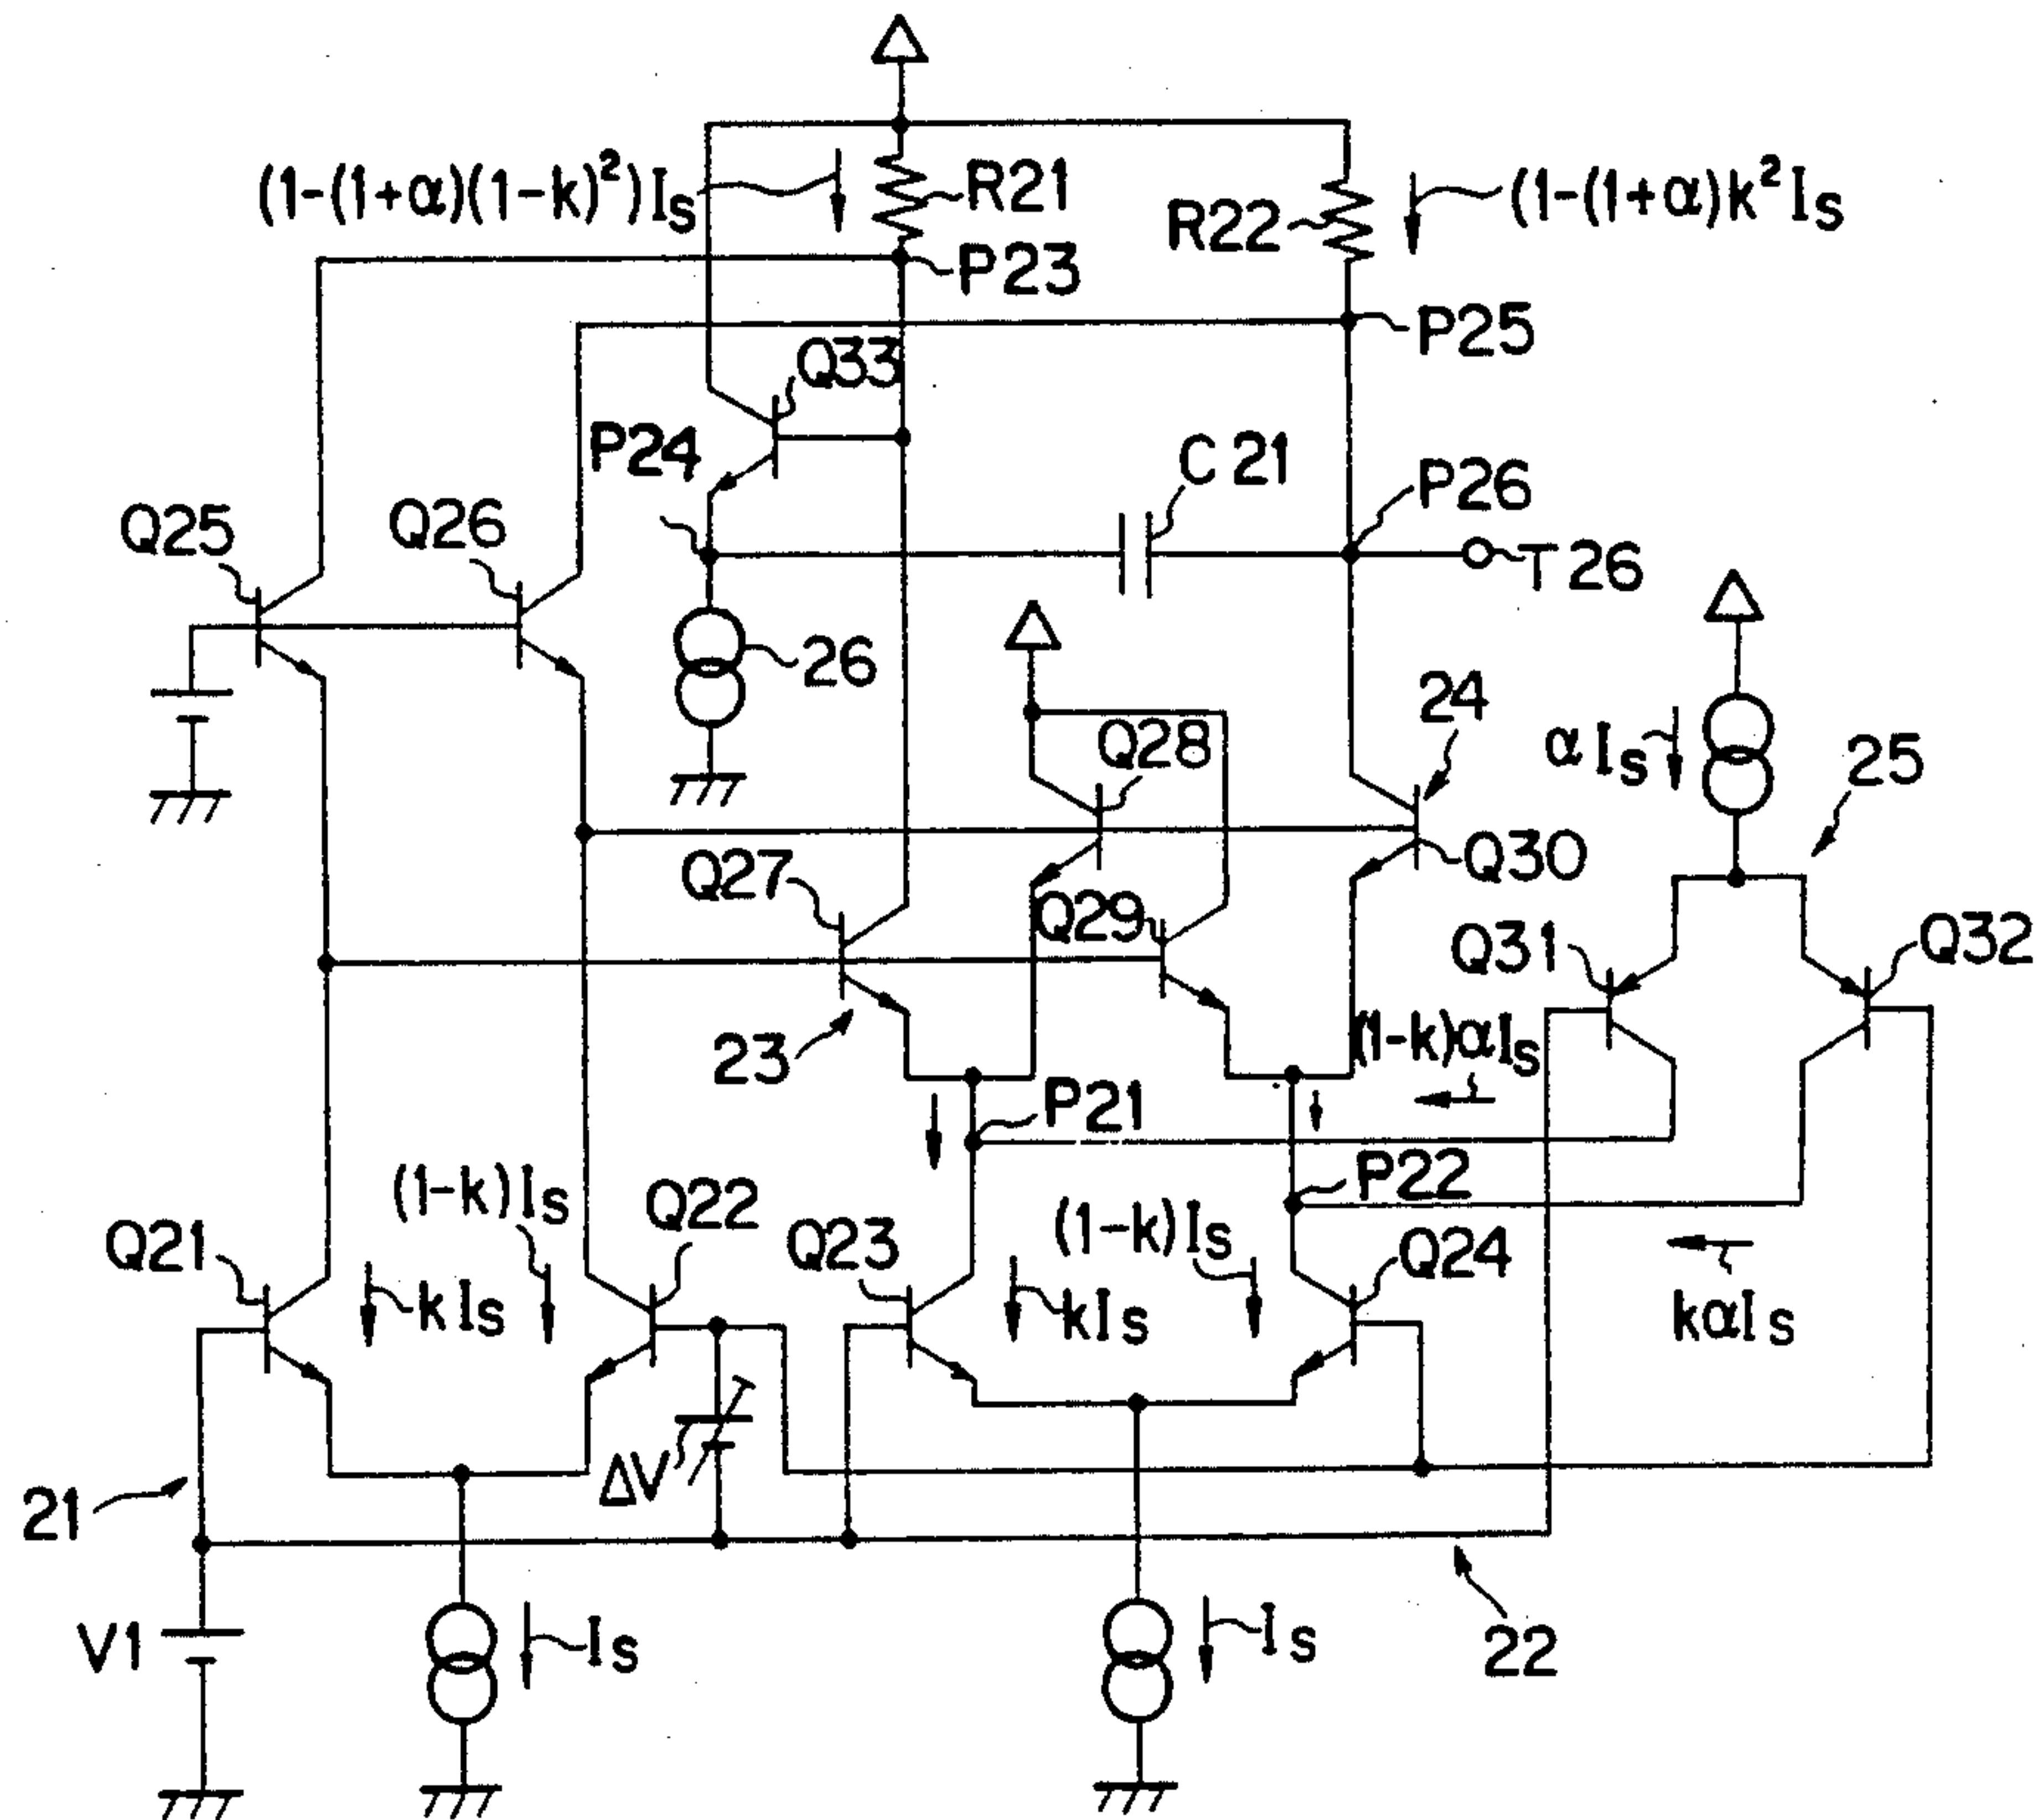 (1-(1+α)(1-k)²)Is
R21
R22
(1-(1+α)k²Is
P23
P25
Q33
P24
C 21
P26
Q25
Q26
T26
26
Q28
24
αIs
25
Q27
Q29
Q30
Q31
Q32
23
(1-k)αIs
P21
P22
(1-k)Is
Q22
Q21
Q23
(1-k)Is
Q24
kIs
kIs
kαIs
ΔV
21
V1
Is
Is
22